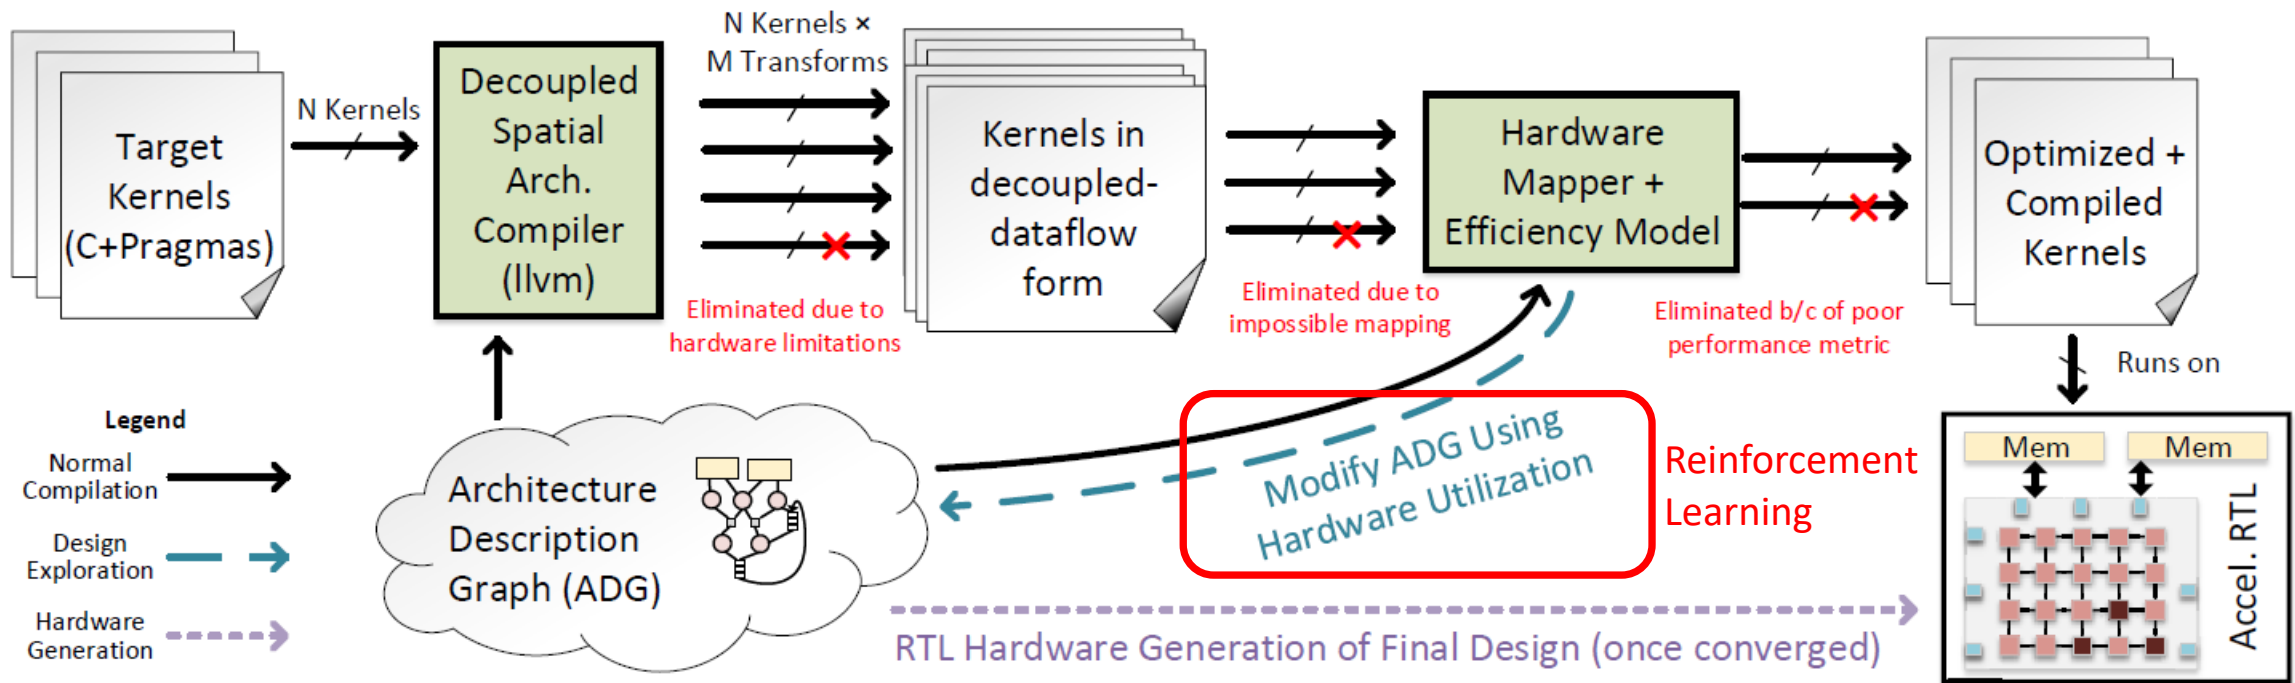 Target
Kernels
(C+Pragmas)
N Kernels
Decoupled
Spatial
Arch.
Compiler
(llvm)
N Kernels ×
M Transforms
Eliminated due to
hardware limitations
Kernels in
decoupled-
dataflow
form
Eliminated due to
impossible mapping
Hardware
Mapper +
Efficiency Model
Eliminated b/c of poor
performance metric
Optimized +
Compiled
Kernels
Runs on
Legend
Normal
Compilation
Design
Exploration
Hardware
Generation
Architecture
Description
Graph (ADG)
Modify ADG Using
Hardware Utilization
Reinforcement
Learning
RTL Hardware Generation of Final Design (once converged)
Mem
Mem
Accel. RTL